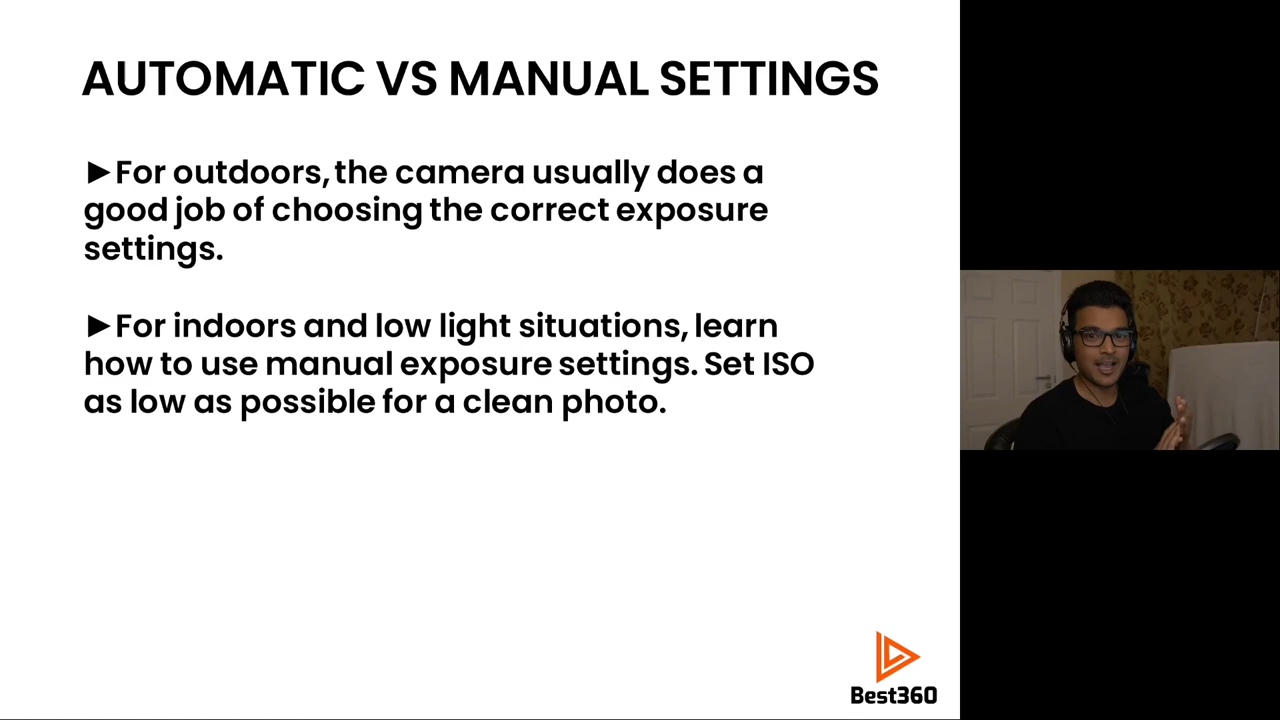 AUTOMATIC VS MANUAL SETTINGS
►For outdoors, the camera usually does a
good job of choosing the correct exposure
settings.
►For indoors and low light situations, learn
how to use manual exposure settings. Set ISO
as low as possible for a clean photo.
Best360